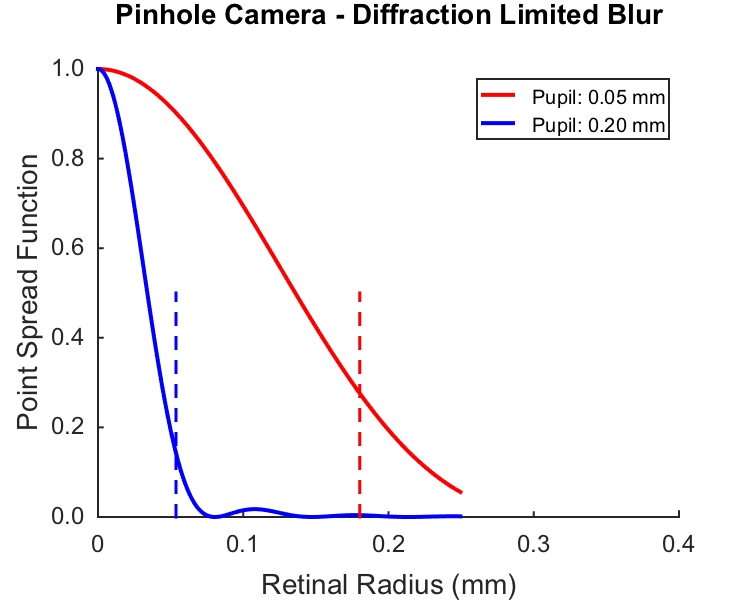 Pinhole Camera - Diffraction Limited Blur
Pupil: 0.05 mm
Pupil: 0.20 mm
Point Spread Function
1.0
0.8
0.6
0.4
0.2
0.0
0
0.1
0.2
0.3
0.4
Retinal Radius (mm)